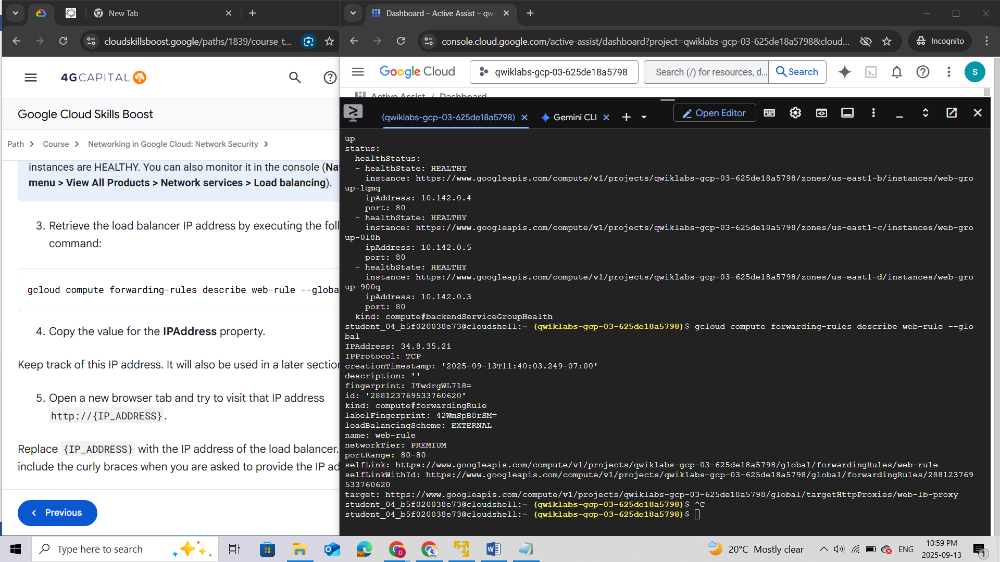 New Tab
cloudskillsboost.google/paths/1839/course_t...
4GCAPITAL
Google Cloud Skills Boost
Path > Course > Networking in Google Cloud: Network Security >
instances are HEALTHY. You can also monitor it in the console (Na
menu > View All Products > Network services > Load balancing).
3. Retrieve the load balancer IP address by executing the foll
command:
gcloud compute forwarding-rules describe web-rule --globa
4. Copy the value for the IPAddress property.
Keep track of this IP address. It will also be used in a later section
5. Open a new browser tab and try to visit that IP address
http://{IP_ADDRESS}.
Replace {IP_ADDRESS} with the IP address of the load balancer.
include the curly braces when you are asked to provide the IP ad
Previous
Dashboard – Active Assist – qw
console.cloud.google.com/active-assist/dashboard?project=qwiklabs-gcp-03-625de18a5798&cloud...
Incognito
Google Cloud
qwiklabs-gcp-03-625de18a5798
Search (/) for resources, d...
Search
S
Active Assist / Dashboard
(qwiklabs-gcp-03-625de18a5798)
Gemini CLI
Open Editor
up
status:
healthStatus:
- healthState: HEALTHY
instance: https://www.googleapis.com/compute/v1/projects/qwiklabs-gcp-03-625de18a5798/zones/us-east1-b/instances/web-gro
up-lqmq
ipAddress: 10.142.0.4
port: 80
- healthState: HEALTHY
instance: https://www.googleapis.com/compute/v1/projects/qwiklabs-gcp-03-625de18a5798/zones/us-east1-c/instances/web-gro
up-0l8h
ipAddress: 10.142.0.5
port: 80
- healthState: HEALTHY
instance: https://www.googleapis.com/compute/v1/projects/qwiklabs-gcp-03-625de18a5798/zones/us-east1-d/instances/web-gro
up-900q
ipAddress: 10.142.0.3
port: 80
kind: compute#backendServiceGroupHealth
student_04_b5f020038e73@cloudshell:~ (qwiklabs-gcp-03-625de18a5798)$ gcloud compute forwarding-rules describe web-rule --glo
bal
IPAddress: 34.8.35.21
IPProtocol: TCP
creationTimestamp: '2025-09-13T11:40:03.249-07:00'
description: ''
fingerprint: ITwdrgWL718=
id: '288123769533760620'
kind: compute#forwardingRule
labelFingerprint: 42WmSpB8rSM=
loadBalancingScheme: EXTERNAL
name: web-rule
networkTier: PREMIUM
portRange: 80-80
selfLink: https://www.googleapis.com/compute/v1/projects/qwiklabs-gcp-03-625de18a5798/global/forwardingRules/web-rule
selfLinkWithId: https://www.googleapis.com/compute/v1/projects/qwiklabs-gcp-03-625de18a5798/global/forwardingRules/288123769
533760620
target: https://www.googleapis.com/compute/v1/projects/qwiklabs-gcp-03-625de18a5798/global/targetHttpProxies/web-lb-proxy
student_04_b5f020038e73@cloudshell:~ (qwiklabs-gcp-03-625de18a5798)$ ^C
student_04_b5f020038e73@cloudshell:~ (qwiklabs-gcp-03-625de18a5798)$
Type here to search
20°C Mostly clear
ENG
10:59 PM
2025-09-13
1